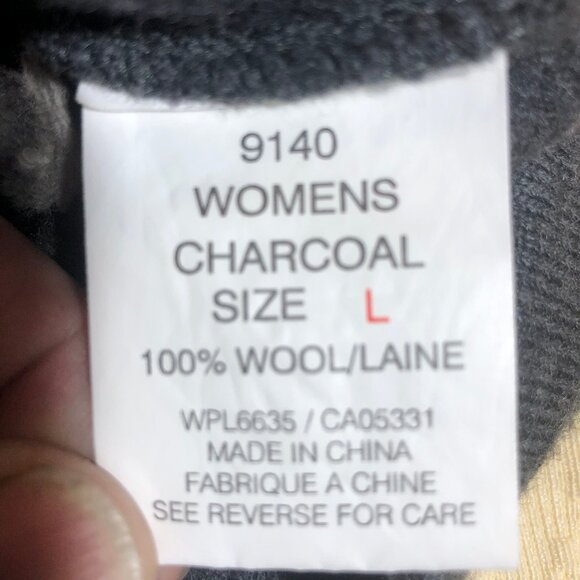 9140
WOMENS
CHARCOAL
SIZE L
100% WOOL/LAINE
WPL6635 / CA05331
MADE IN CHINA
FABRIQUE A CHINE
SEE REVERSE FOR CARE